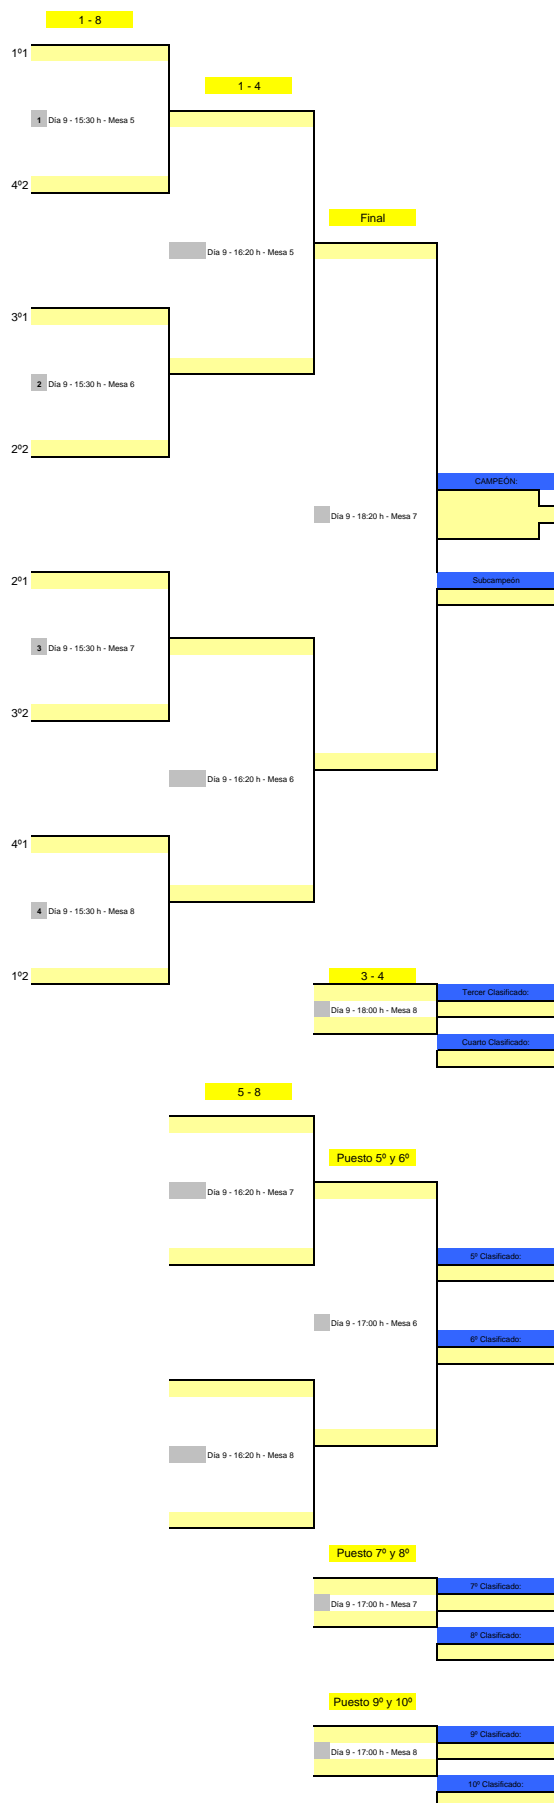 1 - 8
1º1
1 - 4
1 Día 9 - 15:30 h - Mesa 5
4º2
Final
Día 9 - 16:20 h - Mesa 5
3º1
2 Día 9 - 15:30 h - Mesa 6
2º2
CAMPEÓN:
Día 9 - 18:20 h - Mesa 7
2º1
Subcampeón
3 Día 9 - 15:30 h - Mesa 7
3º2
Día 9 - 16:20 h - Mesa 6
4º1
4 Día 9 - 15:30 h - Mesa 8
1º2
3 - 4
Tercer Clasificado:
Día 9 - 18:00 h - Mesa 8
Cuarto Clasificado:
5 - 8
Puesto 5º y 6º
Día 9 - 16:20 h - Mesa 7
5º Clasificado:
Día 9 - 17:00 h - Mesa 6
6º Clasificado:
Día 9 - 16:20 h - Mesa 8
Puesto 7º y 8º
7º Clasificado:
Día 9 - 17:00 h - Mesa 7
8º Clasificado:
Puesto 9º y 10º
9º Clasificado:
Día 9 - 17:00 h - Mesa 8
10º Clasificado: